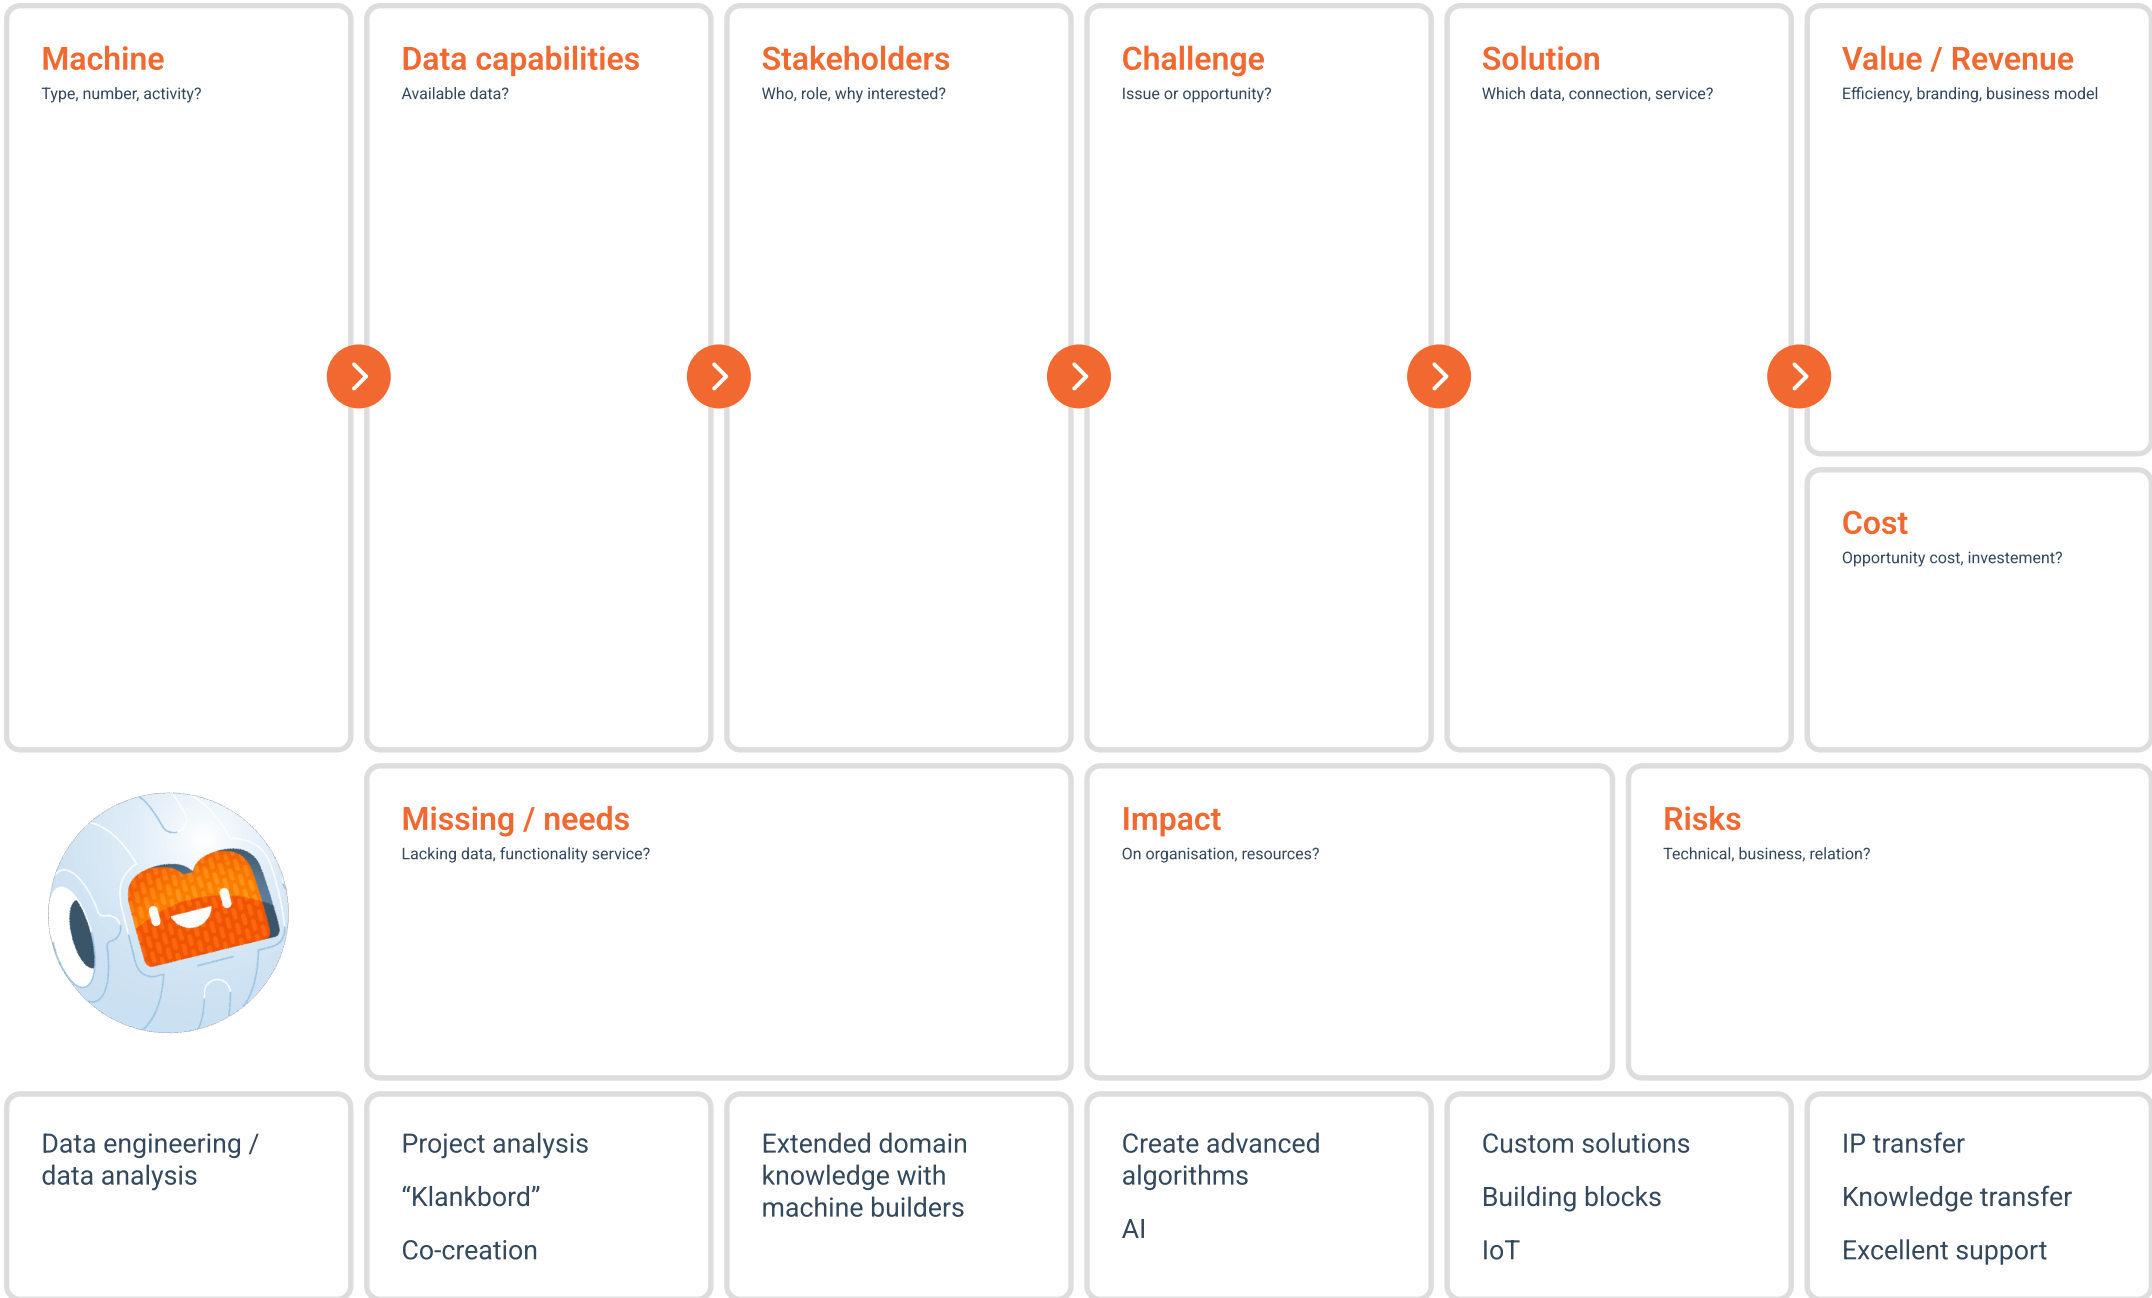 Machine
Type, number, activity?
Data capabilities
Available data?
Stakeholders
Who, role, why interested?
Challenge
Issue or opportunity?
Solution
Which data, connection, service?
Value / Revenue
Efficiency, branding, business model
Cost
Opportunity cost, investement?
Missing / needs
Lacking data, functionality service?
Impact
On organisation, resources?
Risks
Technical, business, relation?
Data engineering /
data analysis
Project analysis
“Klankbord”
Co-creation
Extended domain
knowledge with
machine builders
Create advanced
algorithms
AI
Custom solutions
Building blocks
IoT
IP transfer
Knowledge transfer
Excellent support